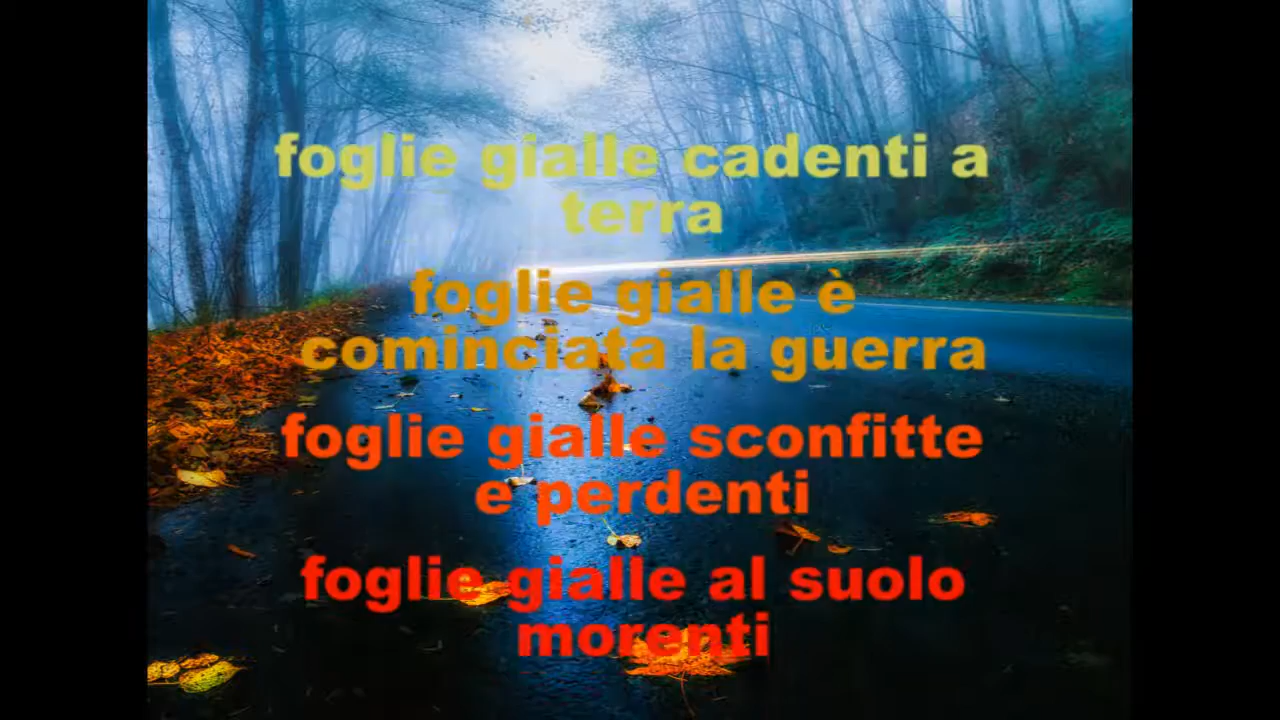 foglie gialle cadenti a
terra
foglie gialle è
cominciata la guerra
foglie gialle sconfitte
e perdenti
foglie gialle al suolo
morenti